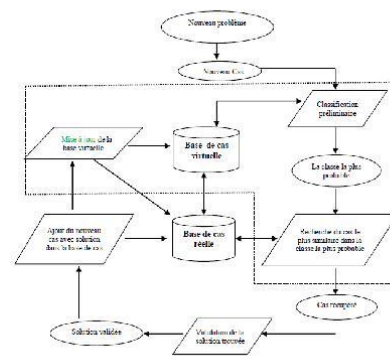 Nouveau problème
Nouveau Cas
Classification
préliminaire
Mise à jour de la
base virtuelle
Base de cas
virtuelle
La classe la plus
probable
Ajout du nouveau
cas avec solution
dans la base de cas
Base de cas
réelle
Recherche du cas le
plus similaire dans la
classe la plus probable
Cas récupéré
Solution validée
Validation de la
solution trouvée